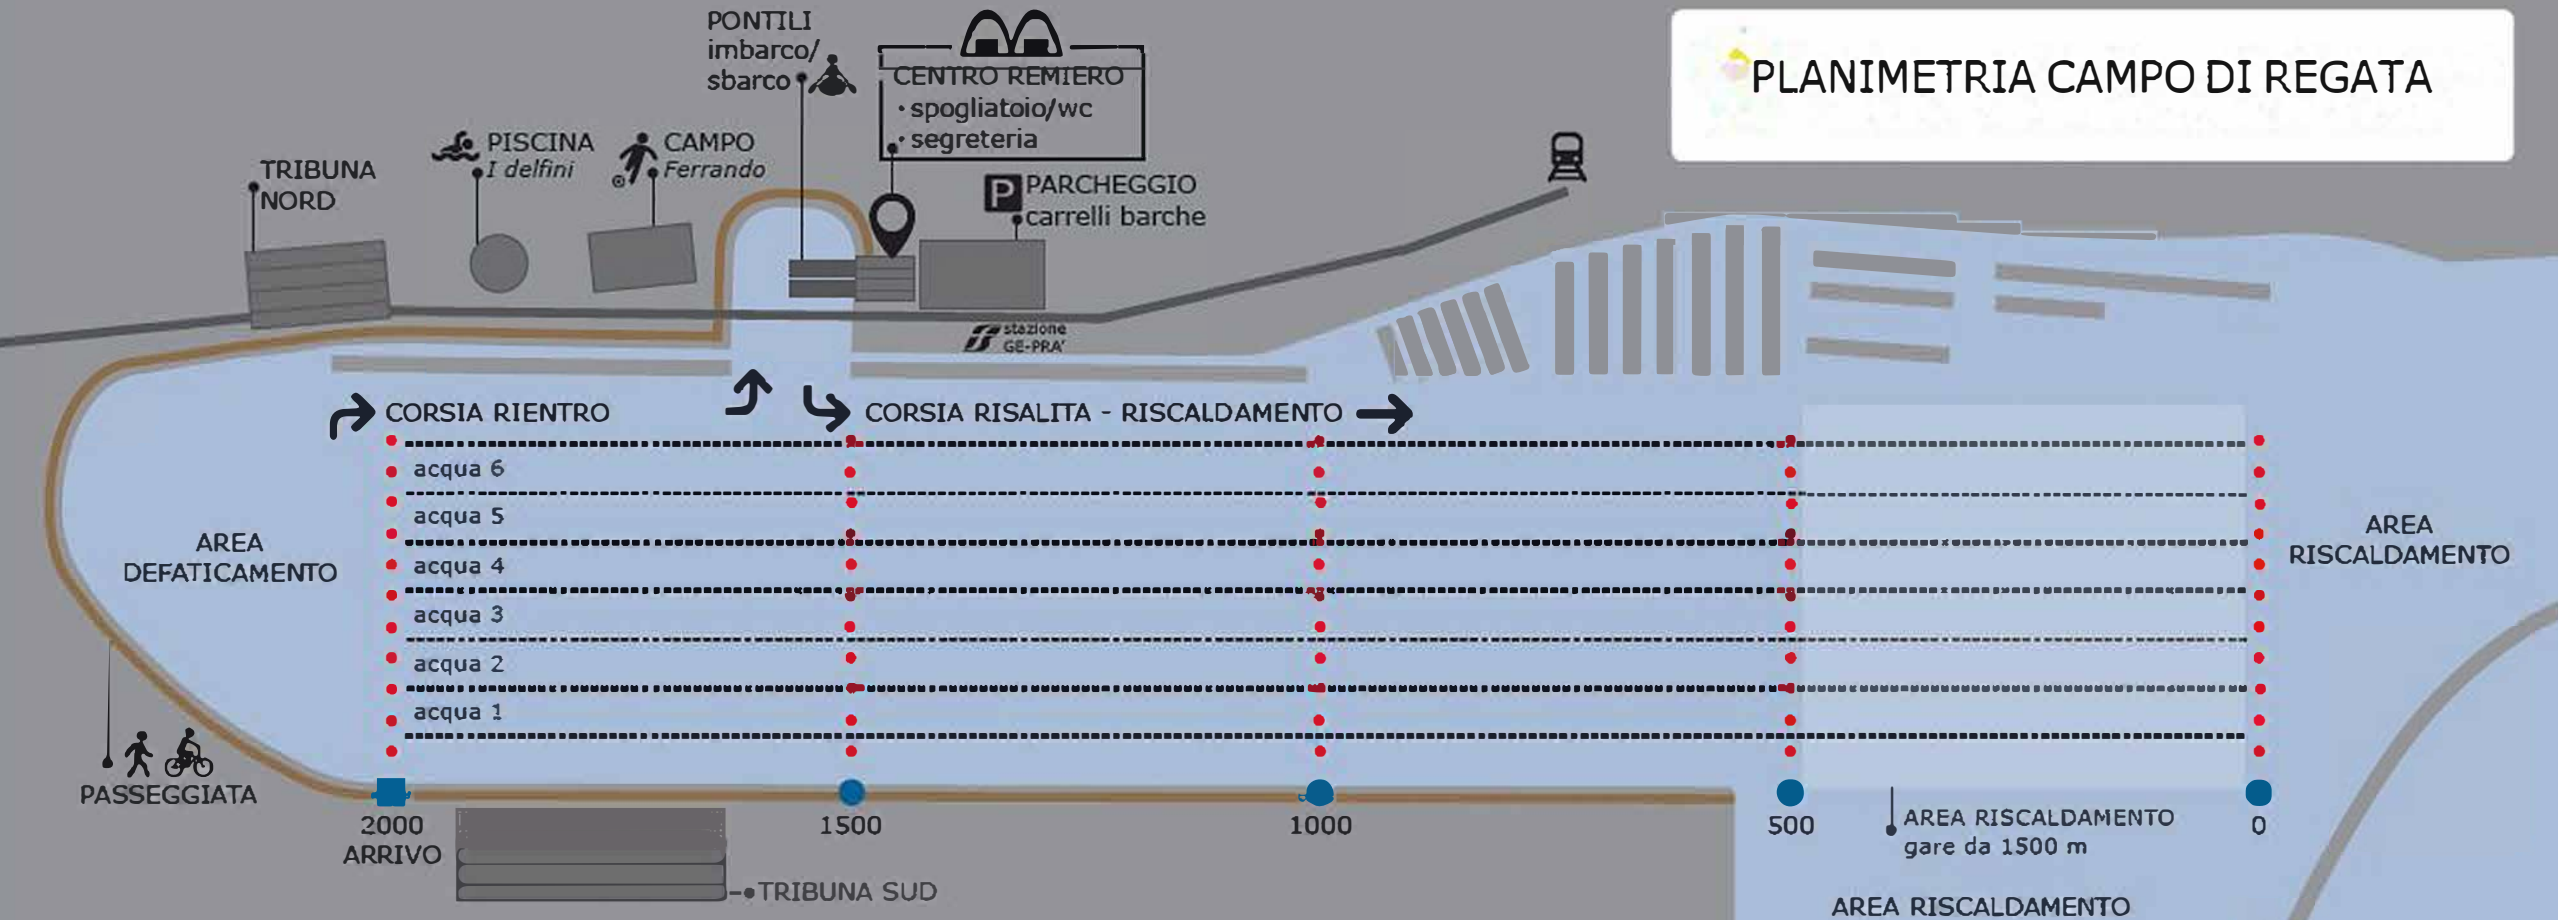 PLANIMETRIA CAMPO DI REGATA
PONTILI
imbarco/
sbarco
CENTRO REMIERO
· spogliatoio/wc
· segreteria
PISCINA
I delfini
CAMPO
Ferrando
TRIBUNA
NORD
P PARCHEGGIO
carrelli barche
stazione
GE-PRA'
CORSIA RIENTRO
CORSIA RISALITA - RISCALDAMENTO
acqua 6
acqua 5
acqua 4
acqua 3
acqua 2
acqua 1
AREA
DEFATICAMENTO
AREA
RISCALDAMENTO
PASSEGGIATA
2000
ARRIVO
1500
1000
500
0
AREA RISCALDAMENTO
gare da 1500 m
TRIBUNA SUD
AREA RISCALDAMENTO